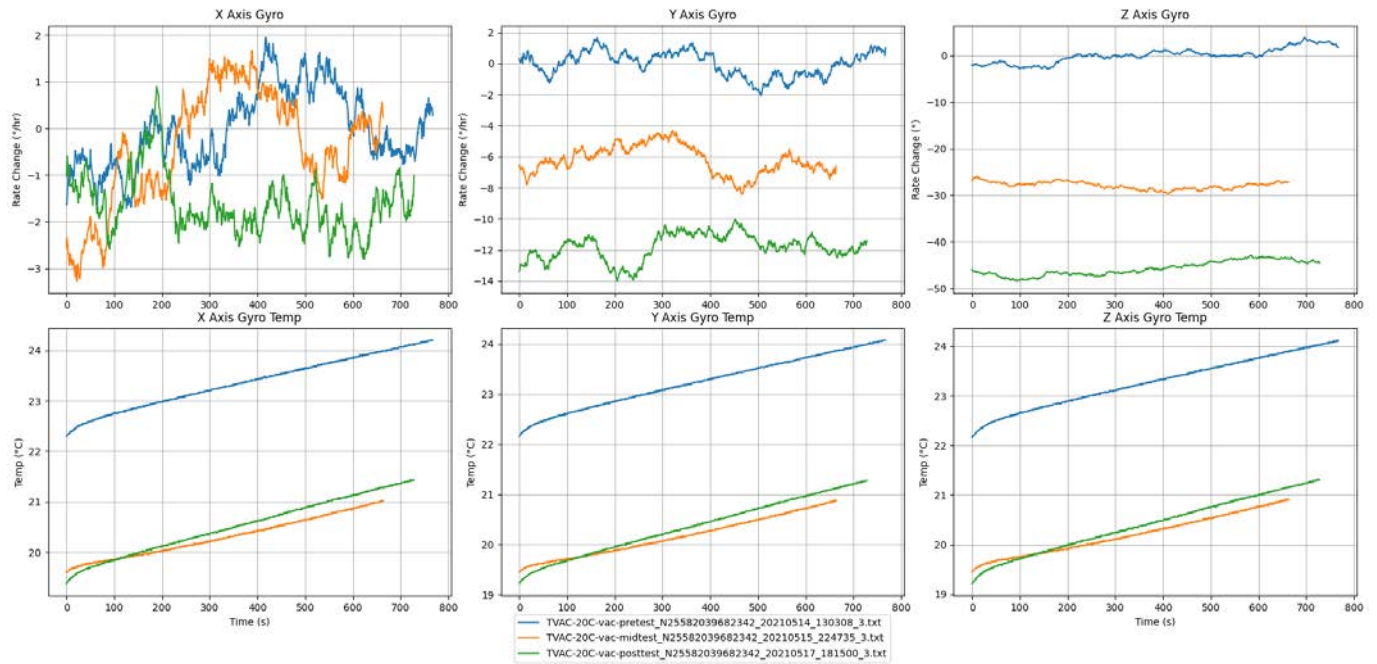 X Axis Gyro
Y Axis Gyro
Z Axis Gyro
Rate Change (°/hr)
2
1
0
−1
−2
−3
0 100 200 300 400 500 600 700 800
Rate Change (°/hr)
2
0
−2
−4
−6
−8
−10
−12
−14
0 100 200 300 400 500 600 700 800
Rate Change (°)
0
−10
−20
−30
−40
−50
0 100 200 300 400 500 600 700 800
X Axis Gyro Temp
Y Axis Gyro Temp
Z Axis Gyro Temp
Temp (°C)
24
23
22
21
20
0 100 200 300 400 500 600 700 800
Time (s)
Temp (°C)
24
23
22
21
20
19
0 100 200 300 400 500 600 700 800
Temp (°C)
24
23
22
21
20
19
0 100 200 300 400 500 600 700 800
Time (s)
TVAC-20C-vac-pretest_N25582039682342_20210514_130308_3.txt
TVAC-20C-vac-midtest_N25582039682342_20210515_224735_3.txt
TVAC-20C-vac-posttest_N25582039682342_20210517_181500_3.txt